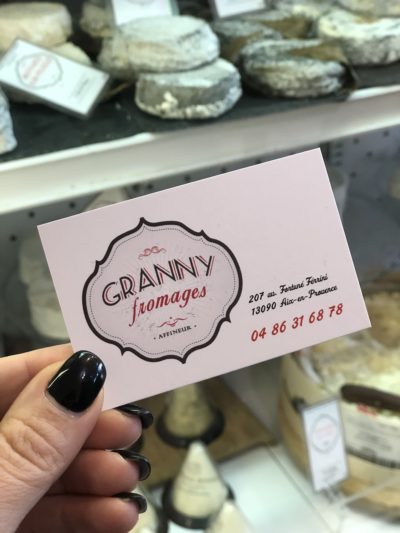 GRANNY
fromages
• AFFINEUR •
207 av. Fortuné Ferrini
13090 Aix-en-Provence
04 86 31 68 78